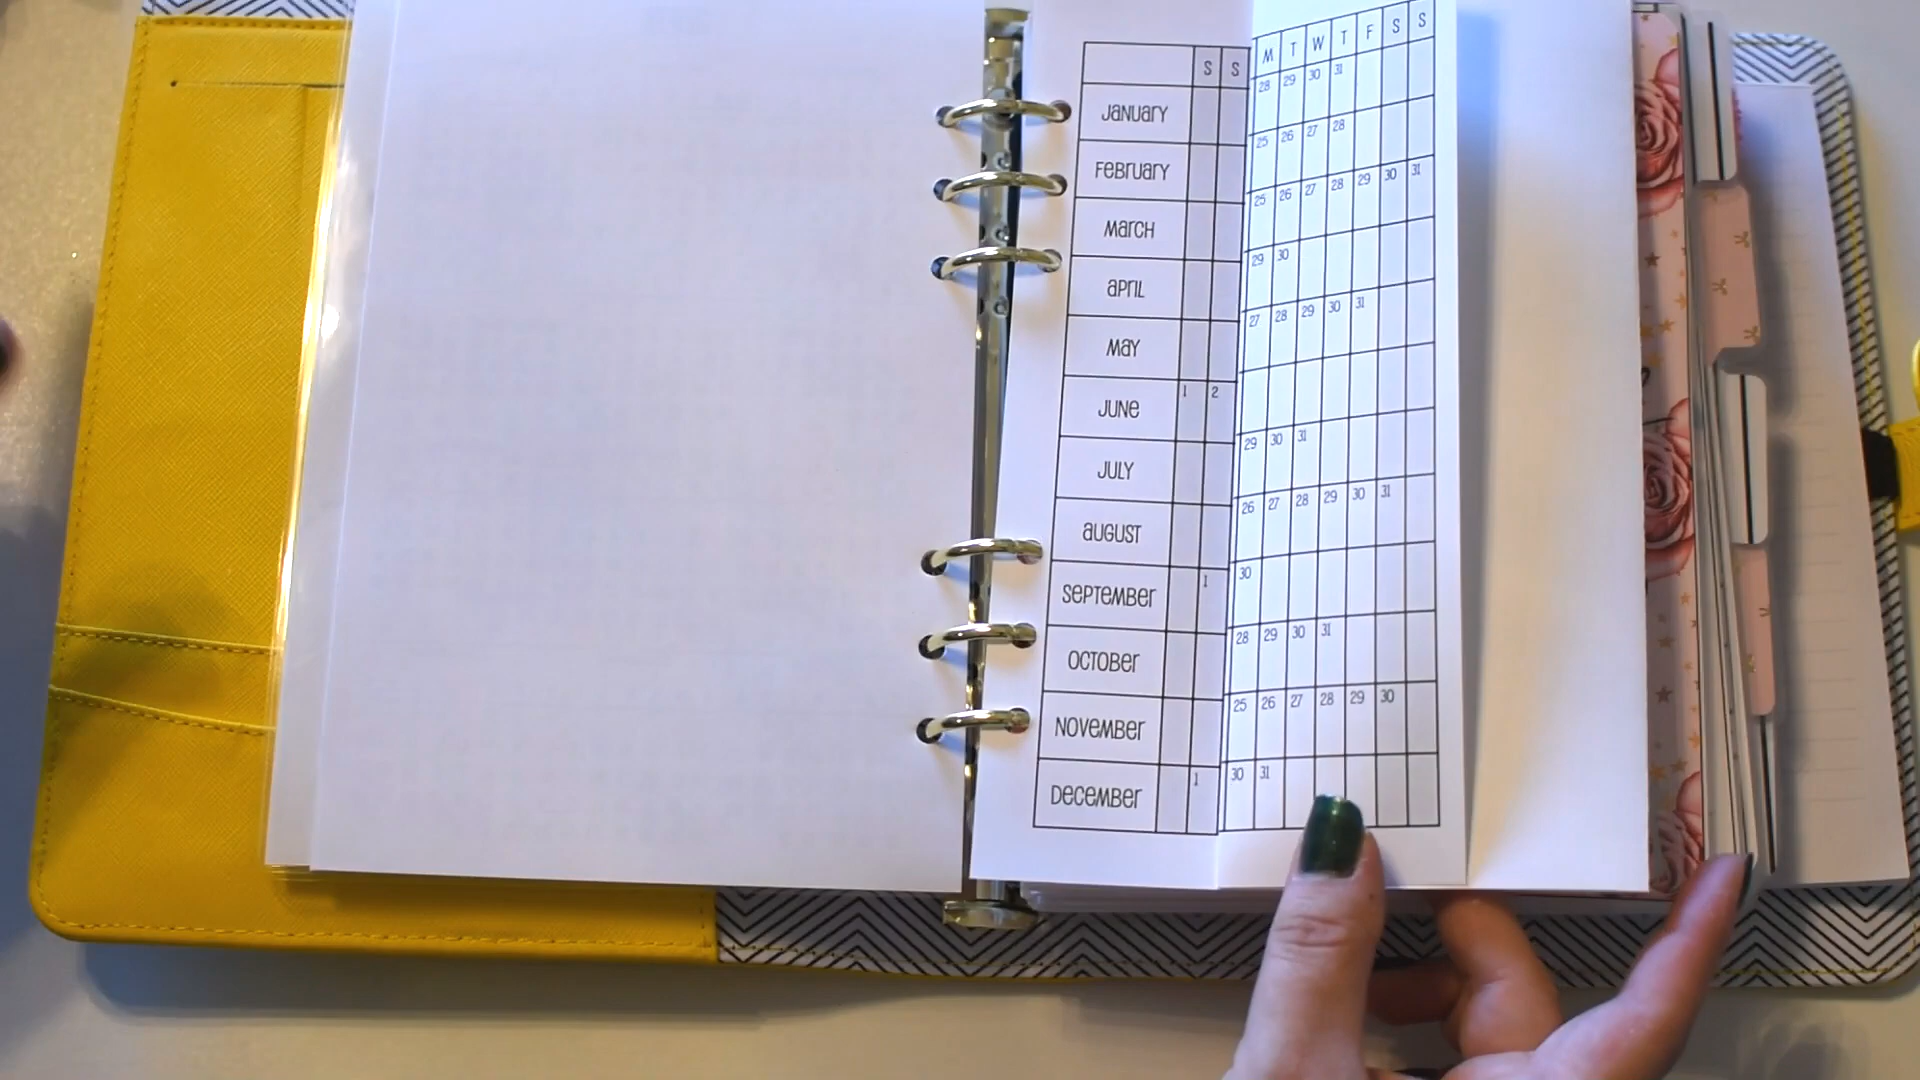 S S M T W T F S S
January 28 29 30 31
February 25 26 27 28
March 25 26 27 28 29 30 31
April 29 30
May 27 28 29 30 31
June 1 2
July 29 30 31
August 26 27 28 29 30 31
September 1 30
October 28 29 30 31
November 25 26 27 28 29 30
December 1 30 31